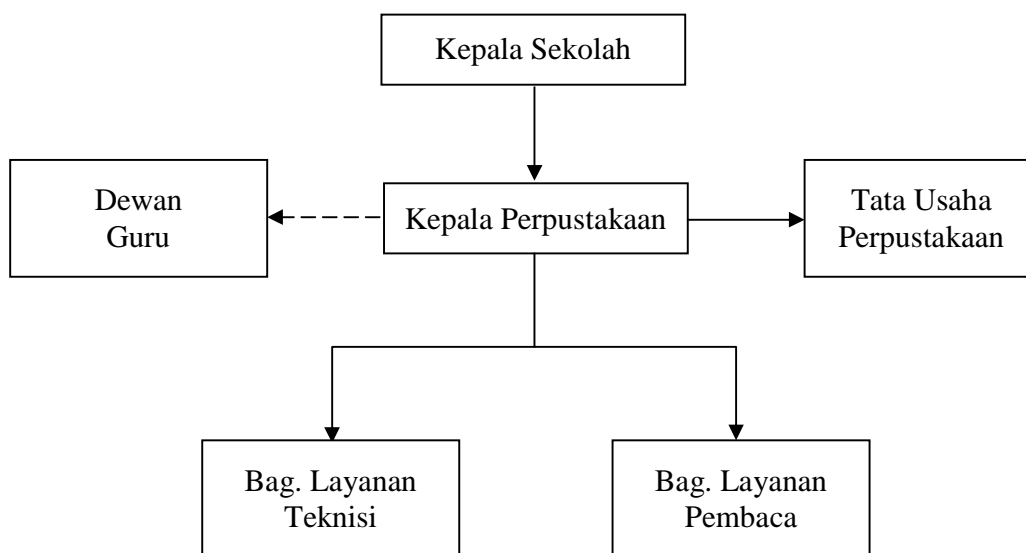 Kepala Sekolah
Dewan
Guru
Kepala Perpustakaan
Tata Usaha
Perpustakaan
Bag. Layanan
Teknisi
Bag. Layanan
Pembaca